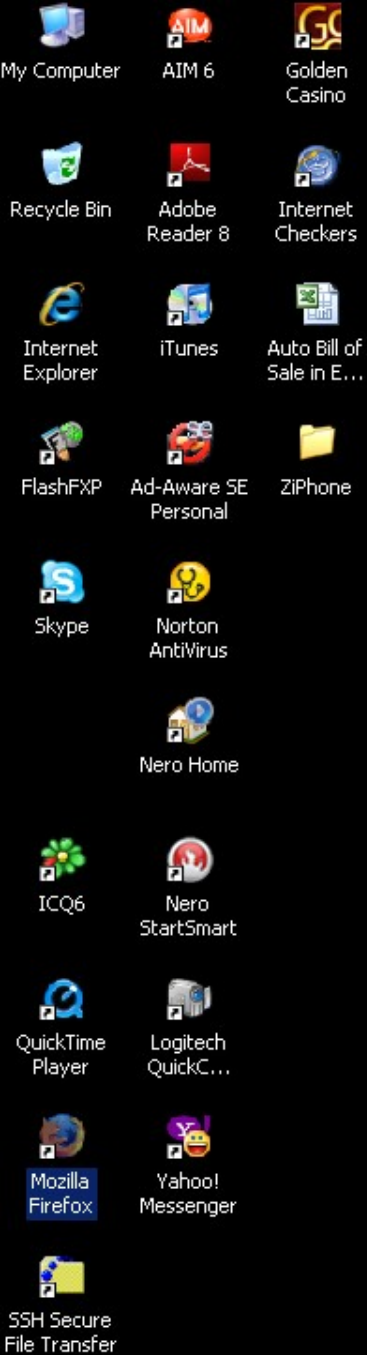 My Computer
AIM 6
Golden
Casino
Recycle Bin
Adobe
Reader 8
Internet
Checkers
Internet
Explorer
iTunes
Auto Bill of
Sale in E...
FlashFXP
Ad-Aware SE
Personal
ZiPhone
Skype
Norton
AntiVirus
Nero Home
ICQ6
Nero
StartSmart
QuickTime
Player
Logitech
QuickC...
Mozilla
Firefox
Yahoo!
Messenger
SSH Secure
File Transfer